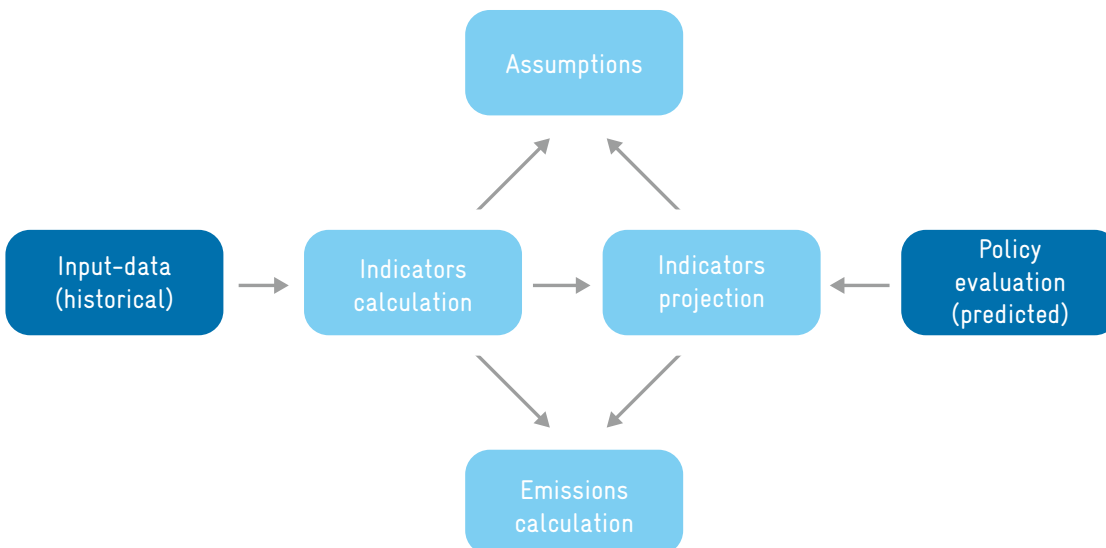 Assumptions
Input-data
(historical)
Indicators
calculation
Indicators
projection
Policy
evaluation
(predicted)
Emissions
calculation